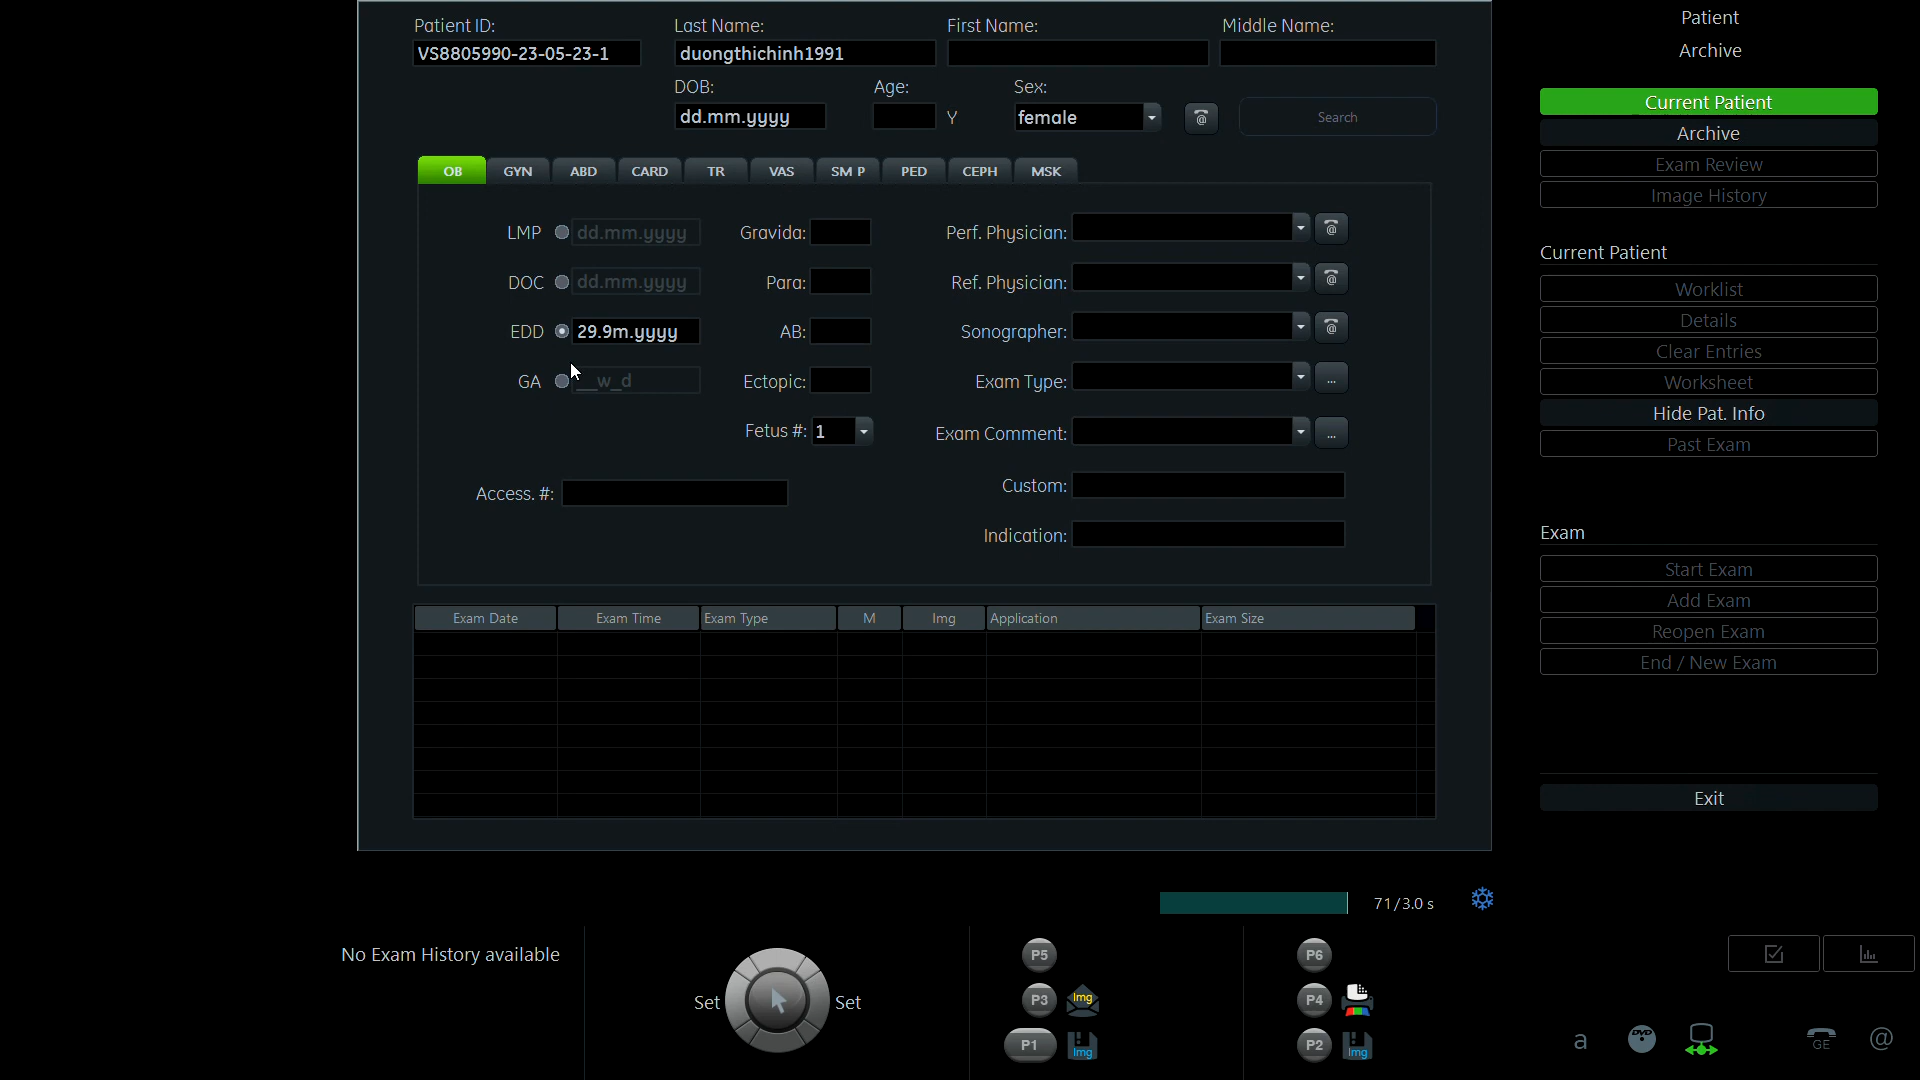 Patient ID: Last Name: First Name: Middle Name:
VS8805990-23-05-23-1 duongthichinh1991
DOB: Age: Sex:
dd.mm.yyyy Y female Search
OB GYN ABD CARD TR VAS SM P PED CEPH MSK
LMP dd.mm.yyyy Gravida: Perf. Physician:
DOC dd.mm.yyyy Para: Ref. Physician:
EDD 29.9m.yyyy AB: Sonographer:
GA __w_d Ectopic: Exam Type: ...
Fetus #: 1 Exam Comment: ...
Access. #: Custom:
Indication:
Exam Date Exam Time Exam Type M Img Application Exam Size
71/3.0 s
No Exam History available
Set Set
P5 P6
P3 Img P4
P1 Img P2 Img
Patient
Archive
Current Patient
Archive
Exam Review
Image History
Current Patient
Worklist
Details
Clear Entries
Worksheet
Hide Pat. Info
Past Exam
Exam
Start Exam
Add Exam
Reopen Exam
End / New Exam
Exit
a DVD GE @